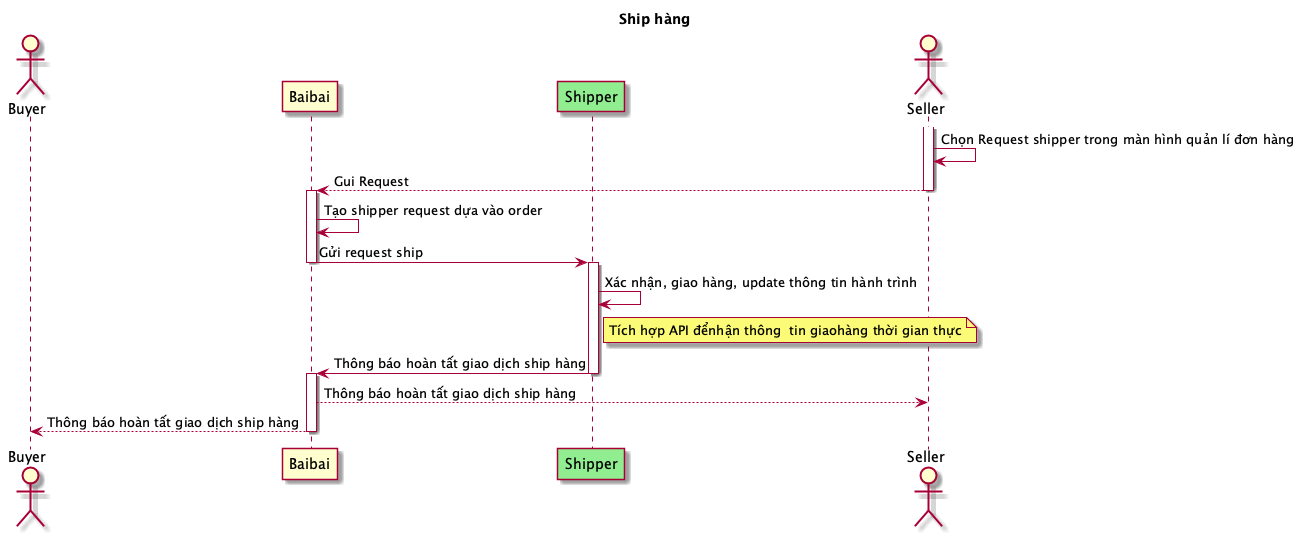 Ship hàng
Buyer
Baibai
Shipper
Seller
Chọn Request shipper trong màn hình quản lí đơn hàng
Gui Request
Tạo shipper request dựa vào order
Gửi request ship
Xác nhận, giao hàng, update thông tin hành trình
Tích hợp API đểnhận thông  tin giaohàng thời gian thực
Thông báo hoàn tất giao dịch ship hàng
Thông báo hoàn tất giao dịch ship hàng
Thông báo hoàn tất giao dịch ship hàng
Buyer
Baibai
Shipper
Seller